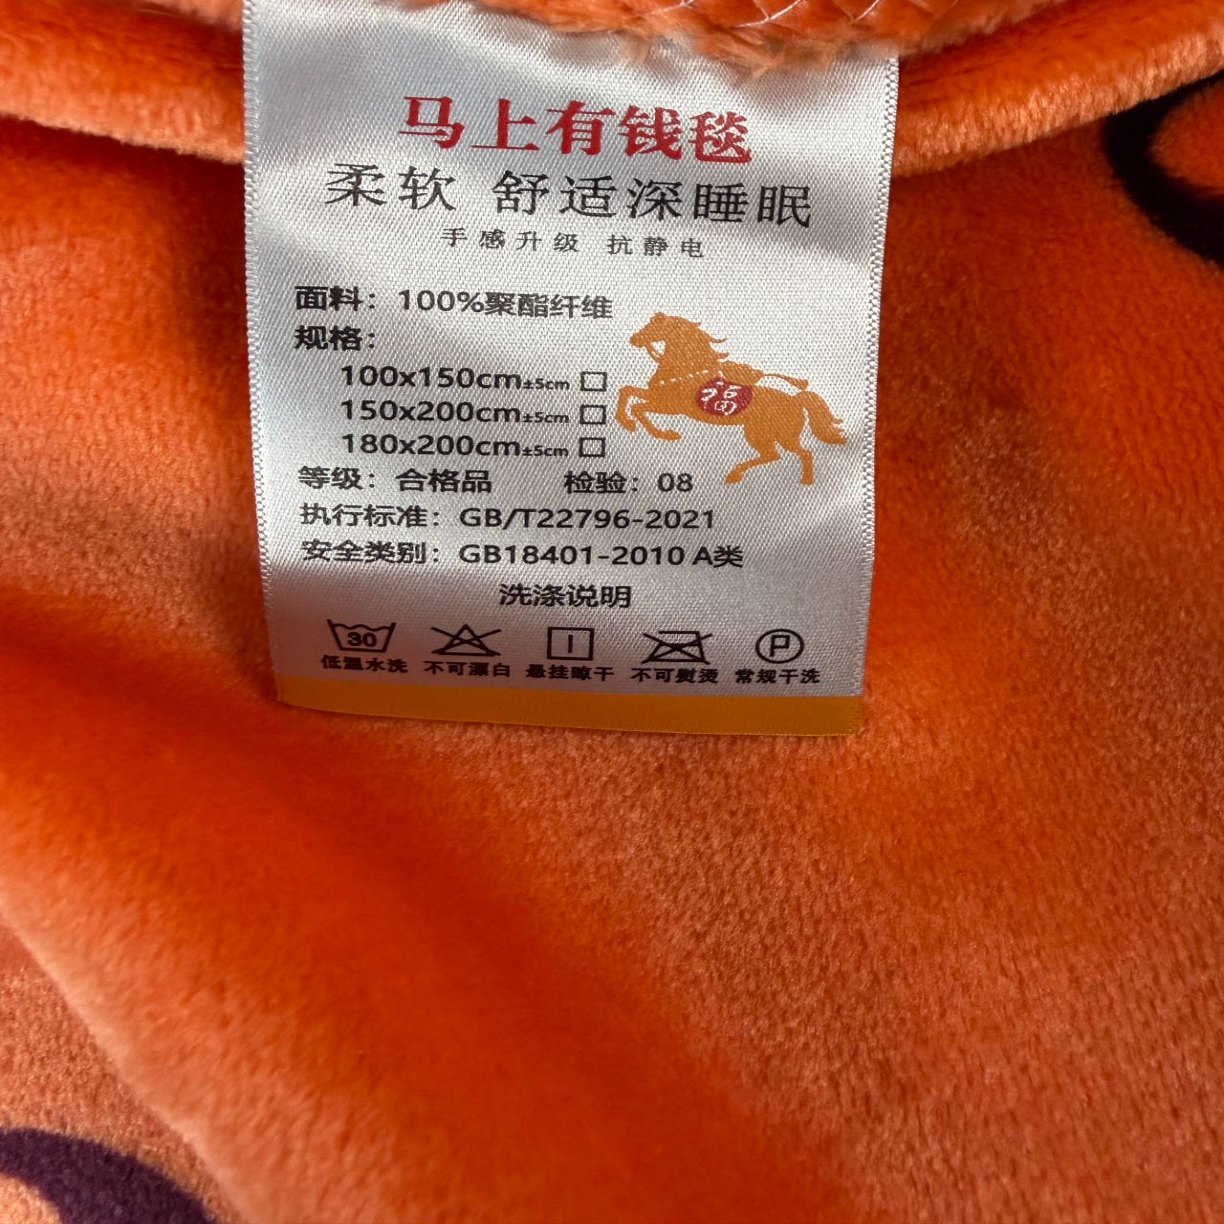 马上有钱毯
柔软 舒适深睡眠
手感升级 抗静电
面料：100%聚酯纤维
规格：
100x150cm±5cm □
150x200cm±5cm □
180x200cm±5cm □
福
等级：合格品 检验：08
执行标准：GB/T22796-2021
安全类别：GB18401-2010 A类
洗涤说明
30 P
低温水洗 不可漂白 悬挂晾干 不可熨烫 常规干洗